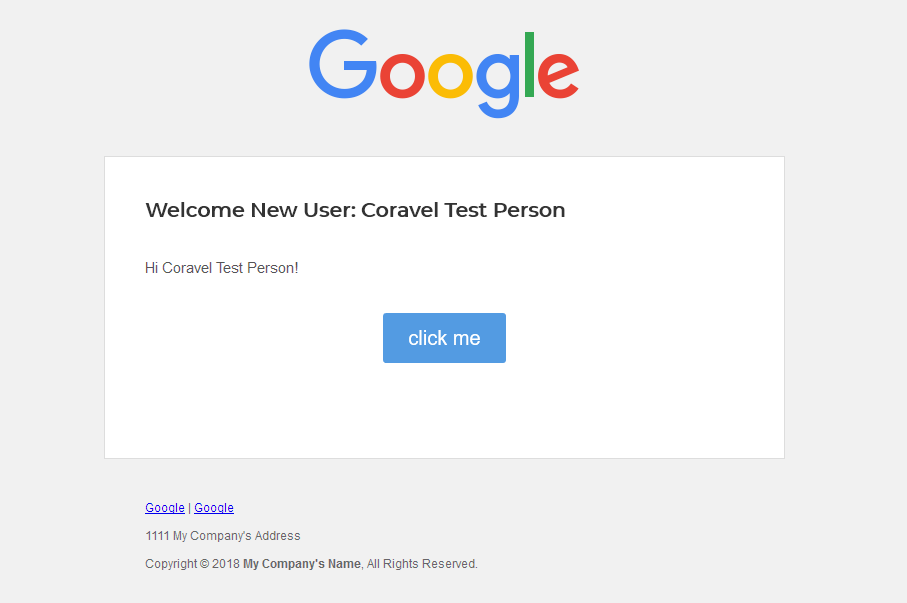 Google
Welcome New User: Coravel Test Person
Hi Coravel Test Person!
click me
Google | Google
1111 My Company's Address
Copyright © 2018 My Company's Name, All Rights Reserved.